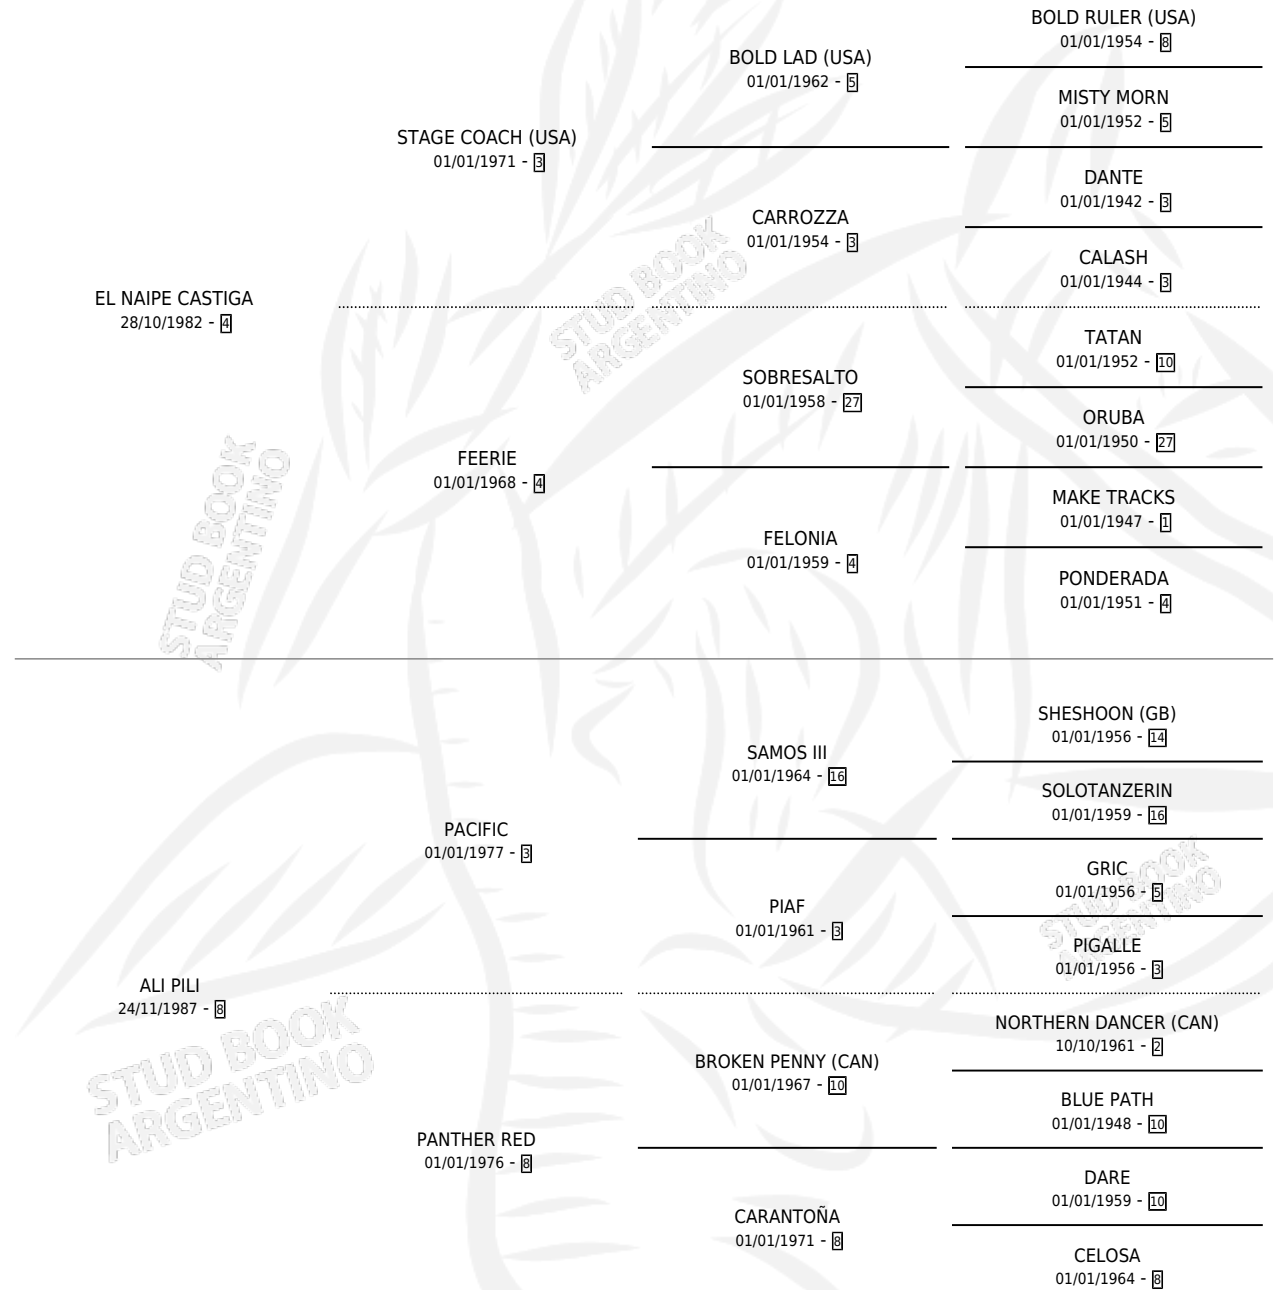 BOLD RULER (USA)
01/01/1954 - 8
BOLD LAD (USA)
01/01/1962 - 5
MISTY MORN
01/01/1952 - 5
STAGE COACH (USA)
01/01/1971 - 3
DANTE
01/01/1942 - 3
CARROZZA
01/01/1954 - 3
CALASH
01/01/1944 - 3
EL NAIPE CASTIGA
28/10/1982 - 4
TATAN
01/01/1952 - 10
SOBRESALTO
01/01/1958 - 27
ORUBA
01/01/1950 - 27
FEERIE
01/01/1968 - 4
MAKE TRACKS
01/01/1947 - 1
FELONIA
01/01/1959 - 4
PONDERADA
01/01/1951 - 4
STUD BOOK
ARGENTINO
STUD BOOK
ARGENTINO
SHESHOON (GB)
01/01/1956 - 14
SAMOS III
01/01/1964 - 16
SOLOTANZERIN
01/01/1959 - 16
PACIFIC
01/01/1977 - 3
GRIC
01/01/1956 - 5
PIAF
01/01/1961 - 3
PIGALLE
01/01/1956 - 3
STUD BOOK
ARGENTINO
ALI PILI
24/11/1987 - 8
NORTHERN DANCER (CAN)
10/10/1961 - 2
BROKEN PENNY (CAN)
01/01/1967 - 10
BLUE PATH
01/01/1948 - 10
PANTHER RED
01/01/1976 - 8
DARE
01/01/1959 - 10
CARANTOÑA
01/01/1971 - 8
CELOSA
01/01/1964 - 8
STUD BOOK
ARGENTINO